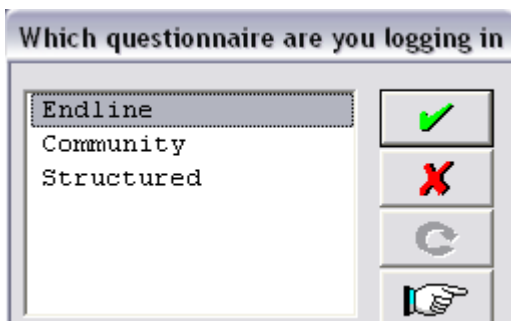 Which questionnaire are you logging in
Endline
Community
Structured